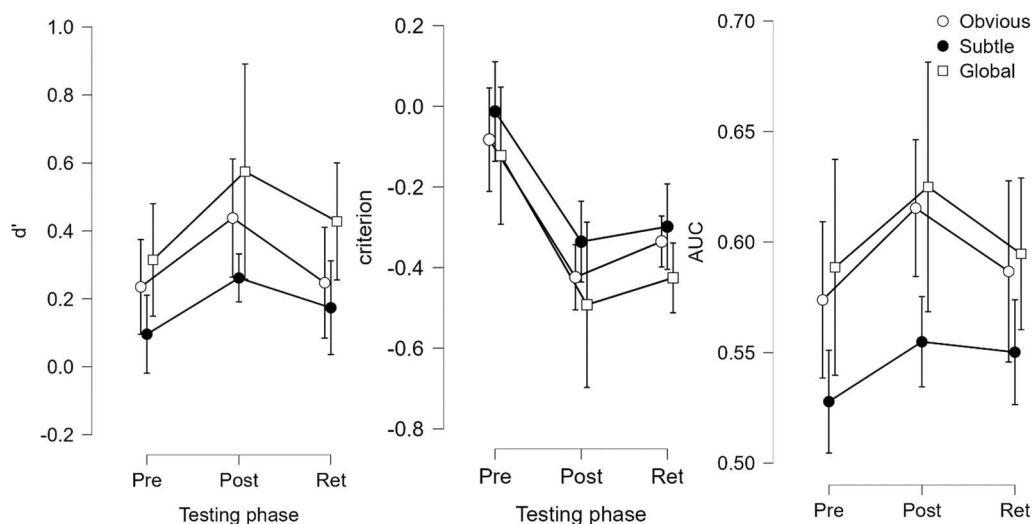 1.0
0.8
0.6
0.4
0.2
0.0
-0.2
d'
Pre Post Ret
Testing phase
0.2
0.0
-0.2
-0.4
-0.6
-0.8
criterion
Pre Post Ret
Testing phase
0.70
0.65
0.60
0.55
0.50
AUC
Obvious
Subtle
Global
Pre Post Ret
Testing phase